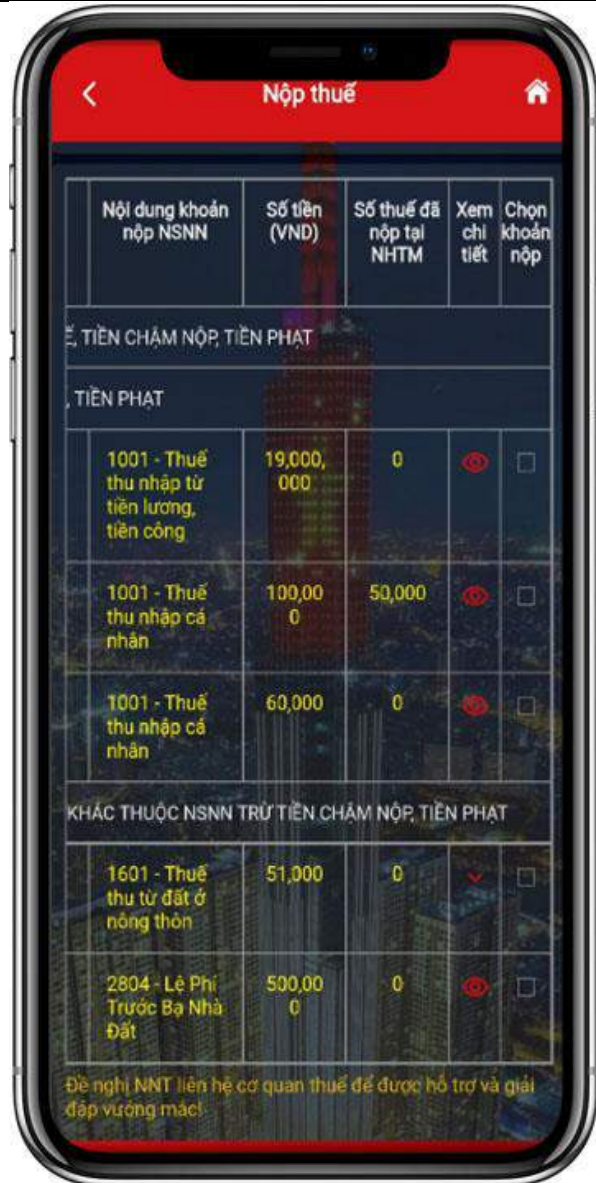 Nộp thuế
Nội dung khoản nộp NSNN
Số tiền (VND)
Số thuế đã nộp tại NHTM
Xem chi tiết
Chọn khoản nộp
Ế, TIỀN CHẬM NỘP, TIỀN PHẠT
, TIỀN PHẠT
1001 - Thuế
thu nhập từ
tiền lương,
tiền công
19,000,
000
0
1001 - Thuế
thu nhập cá
nhân
100,00
0
50,000
1001 - Thuế
thu nhập cá
nhân
60,000
0
KHÁC THUỘC NSNN TRỪ TIỀN CHẬM NỘP, TIỀN PHẠT
1601 - Thuế
thu từ đất ở
nông thôn
51,000
0
2804 - Lệ Phí
Trước Bạ Nhà
Đất
500,00
0
0
Đề nghị NNT liên hệ cơ quan thuế để được hỗ trợ và giải
đáp vướng mắc!